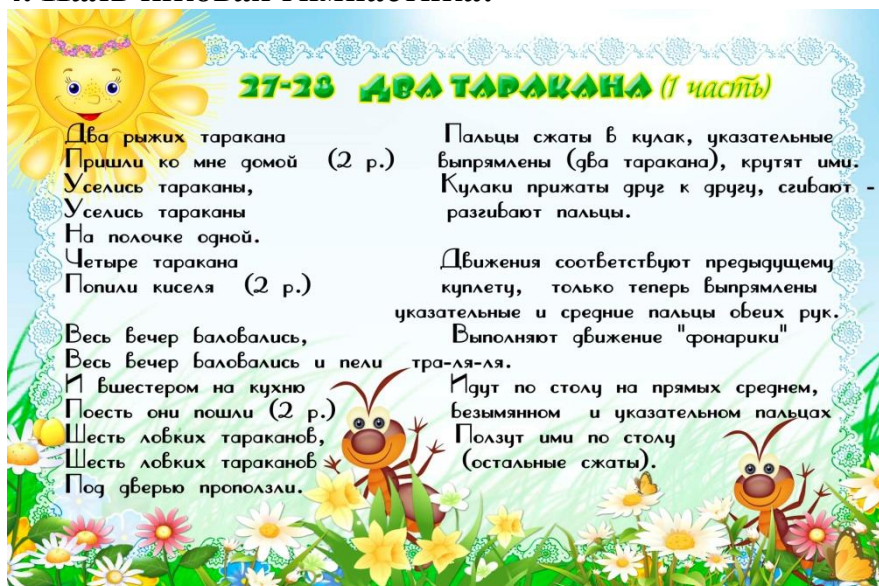 4. Пальчиковая гимнастика.
27-28 ДВА ТАРАКАНА (1 часть)
Два рыжих таракана
Пришли ко мне домой (2 р.)
Уселись тараканы,
Уселись тараканы
На полочке одной.
Четыре таракана
Попили киселя (2 р.)
Весь вечер баловались,
Весь вечер баловались и пели тра-ля-ля.
И вшестером на кухню
Поесть они пошли (2 р.)
Шесть ловких тараканов,
Шесть ловких тараканов
Под дверью проползли.
Пальцы сжаты в кулак, указательные
выпрямлены (два таракана), крутят ими.
Кулаки прижаты друг к другу, сгибают -
разгибают пальцы.
Движения соответствуют предыдущему
куплету, только теперь выпрямлены
указательные и средние пальцы обеих рук.
Выполняют движение "фонарики"
Идут по столу на прямых среднем,
безымянном и указательном пальцах
Ползут ими по столу
(остальные сжаты).